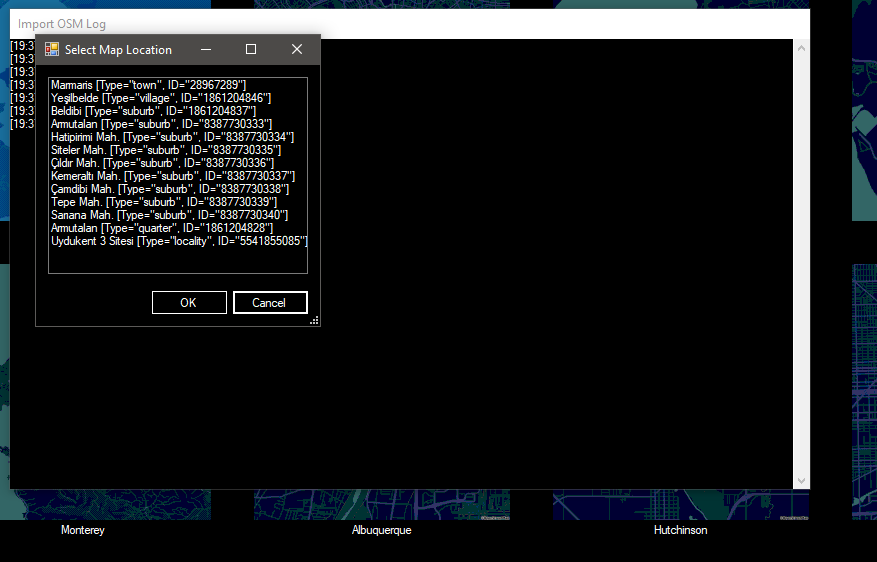 Import OSM Log
[19:3
[19:3
[19:3
[19:3
[19:3
[19:3
[19:3
Select Map Location
Marmaris [Type="town", ID="28967289"]
Yeşilbelde [Type="village", ID="1861204846"]
Beldibi [Type="suburb", ID="1861204837"]
Armutalan [Type="suburb", ID="8387730333"]
Hatipirimi Mah. [Type="suburb", ID="8387730334"]
Siteler Mah. [Type="suburb", ID="8387730335"]
Çıldır Mah. [Type="suburb", ID="8387730336"]
Kemeraltı Mah. [Type="suburb", ID="8387730337"]
Çamdibi Mah. [Type="suburb", ID="8387730338"]
Tepe Mah. [Type="suburb", ID="8387730339"]
Sarıana Mah. [Type="suburb", ID="8387730340"]
Armutalan [Type="quarter", ID="1861204828"]
Uydukent 3 Sitesi [Type="locality", ID="5541855085"]
OK
Cancel
Monterey
Albuquerque
Hutchinson